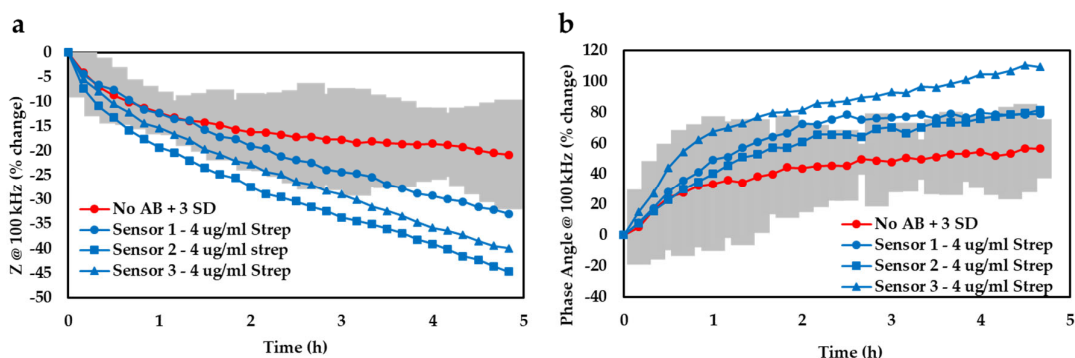 a
Z @ 100 kHz (% change)
0
-5
-10
-15
-20
-25
-30
-35
-40
-45
-50
No AB + 3 SD
Sensor 1 - 4 ug/ml Strep
Sensor 2 - 4 ug/ml strep
Sensor 3 - 4 ug/ml Strep
0 1 2 3 4 5
Time (h)
b
Phase Angle @ 100 kHz (% change)
120
100
80
60
40
20
0
-20
-40
No AB + 3 SD
Sensor 1 - 4 ug/ml Strep
Sensor 2 - 4 ug/ml Strep
Sensor 3 - 4 ug/ml Strep
0 1 2 3 4 5
Time (h)